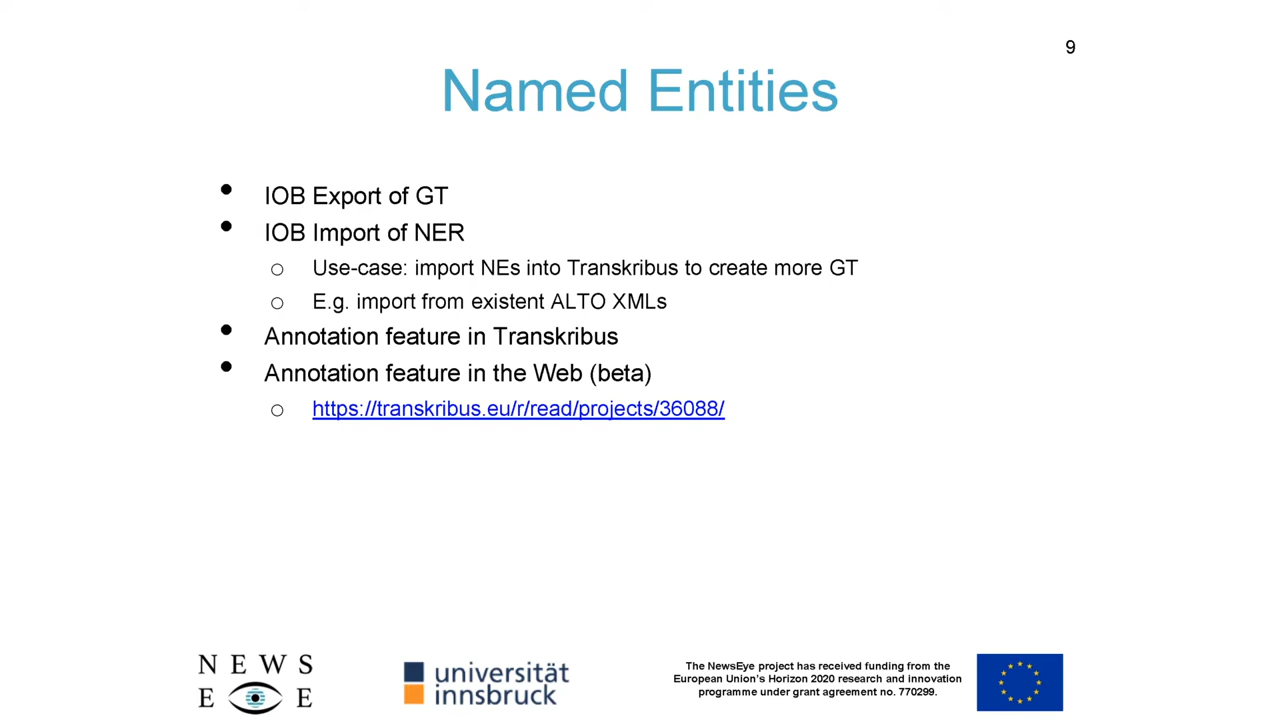 9
Named Entities
• IOB Export of GT
• IOB Import of NER
o Use-case: import NEs into Transkribus to create more GT
o E.g. import from existent ALTO XMLs
• Annotation feature in Transkribus
• Annotation feature in the Web (beta)
o https://transkribus.eu/r/read/projects/36088/
NEWS
E E
universität
innsbruck
The NewsEye project has received funding from the
European Union's Horizon 2020 research and innovation
programme under grant agreement no. 770299.